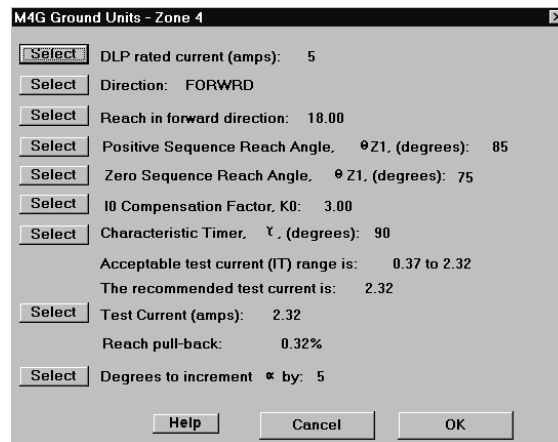 M4G Ground Units - Zone 4
Select DLP rated current (amps): 5
Select Direction: FORWRD
Select Reach in forward direction: 18.00
Select Positive Sequence Reach Angle, θZ1, (degrees): 85
Select Zero Sequence Reach Angle, θZ1, (degrees): 75
Select I0 Compensation Factor, K0: 3.00
Select Characteristic Timer, τ, (degrees): 90
Acceptable test current (IT) range is: 0.37 to 2.32
The recommended test current is: 2.32
Select Test Current (amps): 2.32
Reach pull-back: 0.32%
Select Degrees to increment ∝ by: 5
Help Cancel OK